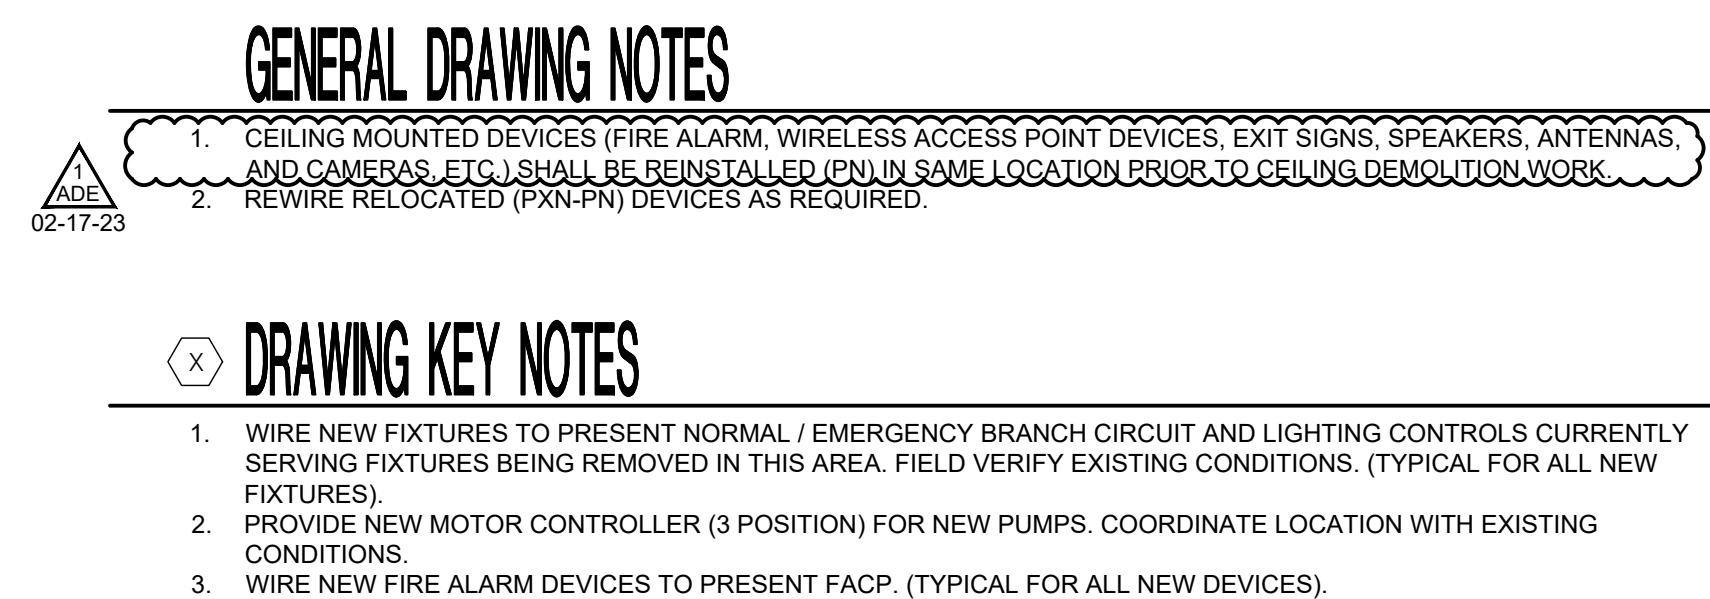 GENERAL DRAWING NOTES
1. CEILING MOUNTED DEVICES (FIRE ALARM, WIRELESS ACCESS POINT DEVICES, EXIT SIGNS, SPEAKERS, ANTENNAS,
AND CAMERAS, ETC.) SHALL BE REINSTALLED (PN) IN SAME LOCATION PRIOR TO CEILING DEMOLITION WORK.
1
ADE
02-17-23
2. REWIRE RELOCATED (PXN-PN) DEVICES AS REQUIRED.
X DRAWING KEY NOTES
1. WIRE NEW FIXTURES TO PRESENT NORMAL / EMERGENCY BRANCH CIRCUIT AND LIGHTING CONTROLS CURRENTLY
SERVING FIXTURES BEING REMOVED IN THIS AREA. FIELD VERIFY EXISTING CONDITIONS. (TYPICAL FOR ALL NEW
FIXTURES).
2. PROVIDE NEW MOTOR CONTROLLER (3 POSITION) FOR NEW PUMPS. COORDINATE LOCATION WITH EXISTING
CONDITIONS.
3. WIRE NEW FIRE ALARM DEVICES TO PRESENT FACP. (TYPICAL FOR ALL NEW DEVICES).